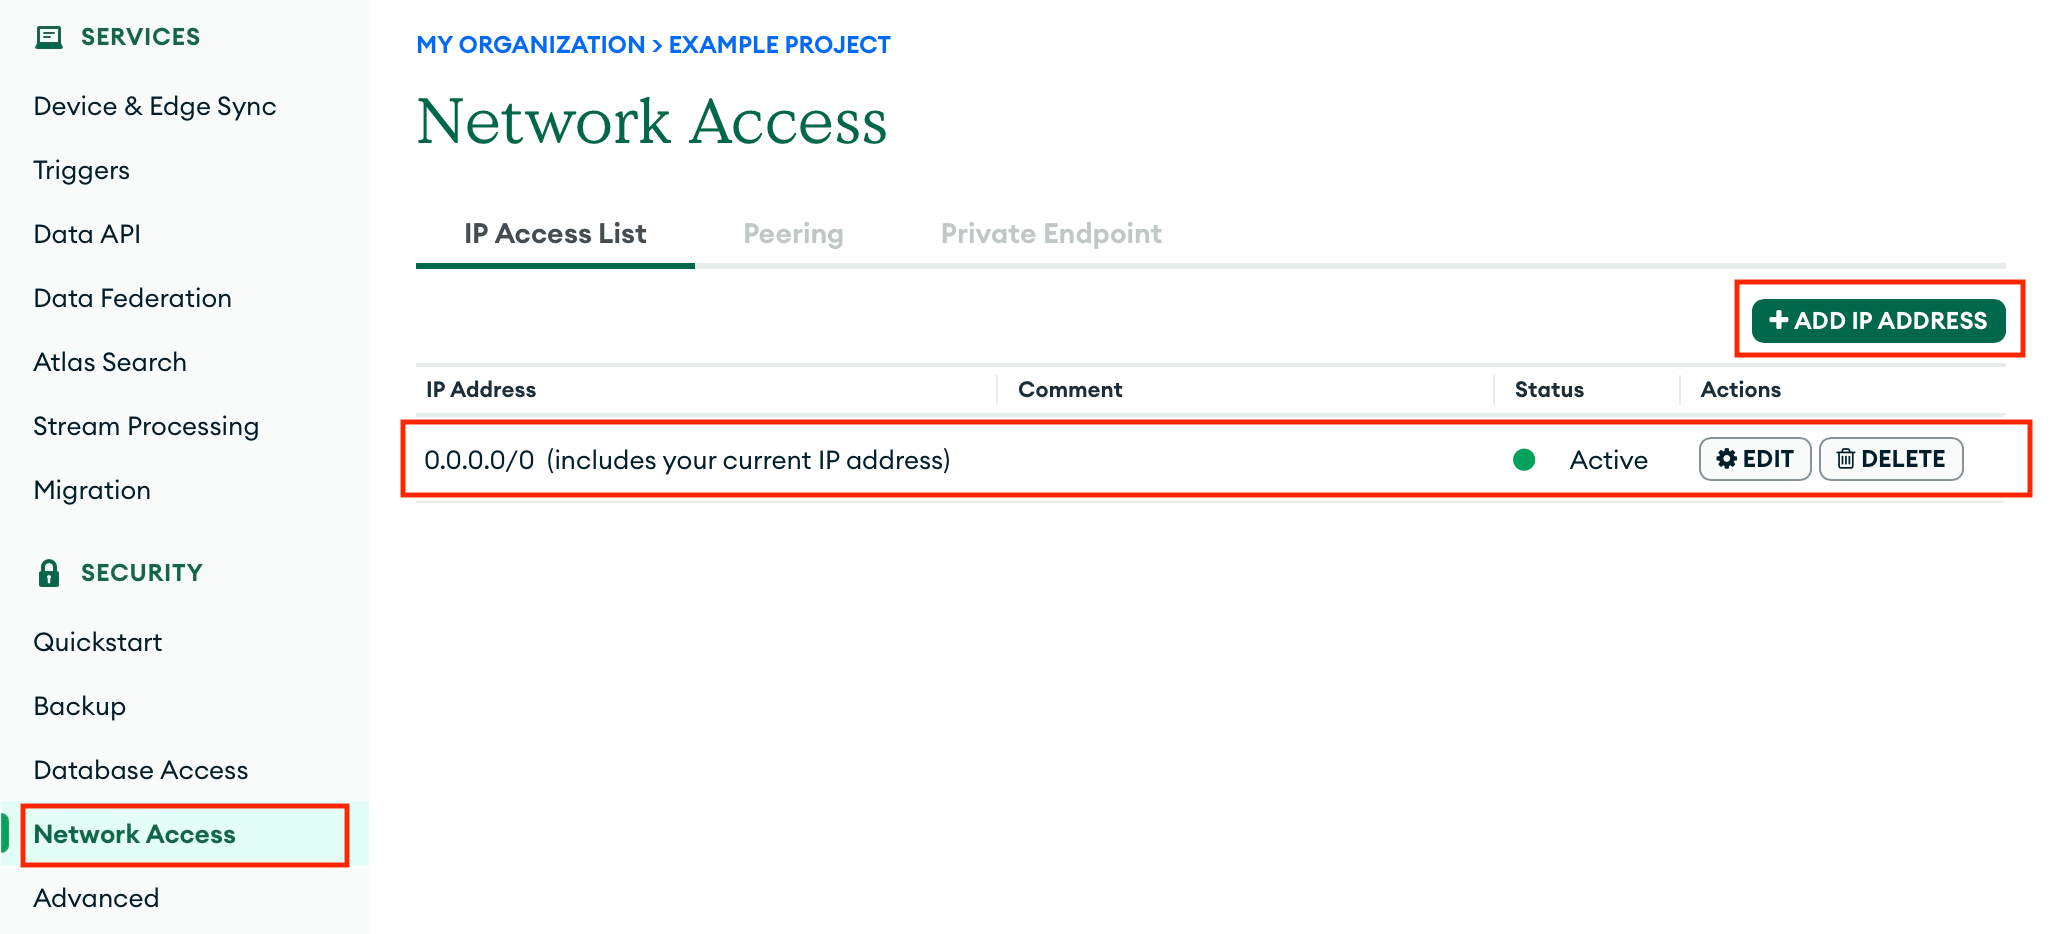 SERVICES
Device & Edge Sync
Triggers
Data API
Data Federation
Atlas Search
Stream Processing
Migration
SECURITY
Quickstart
Backup
Database Access
Network Access
Advanced
MY ORGANIZATION > EXAMPLE PROJECT
Network Access
IP Access List Peering Private Endpoint
+ ADD IP ADDRESS
IP Address Comment Status Actions
0.0.0.0/0 (includes your current IP address) Active EDIT DELETE